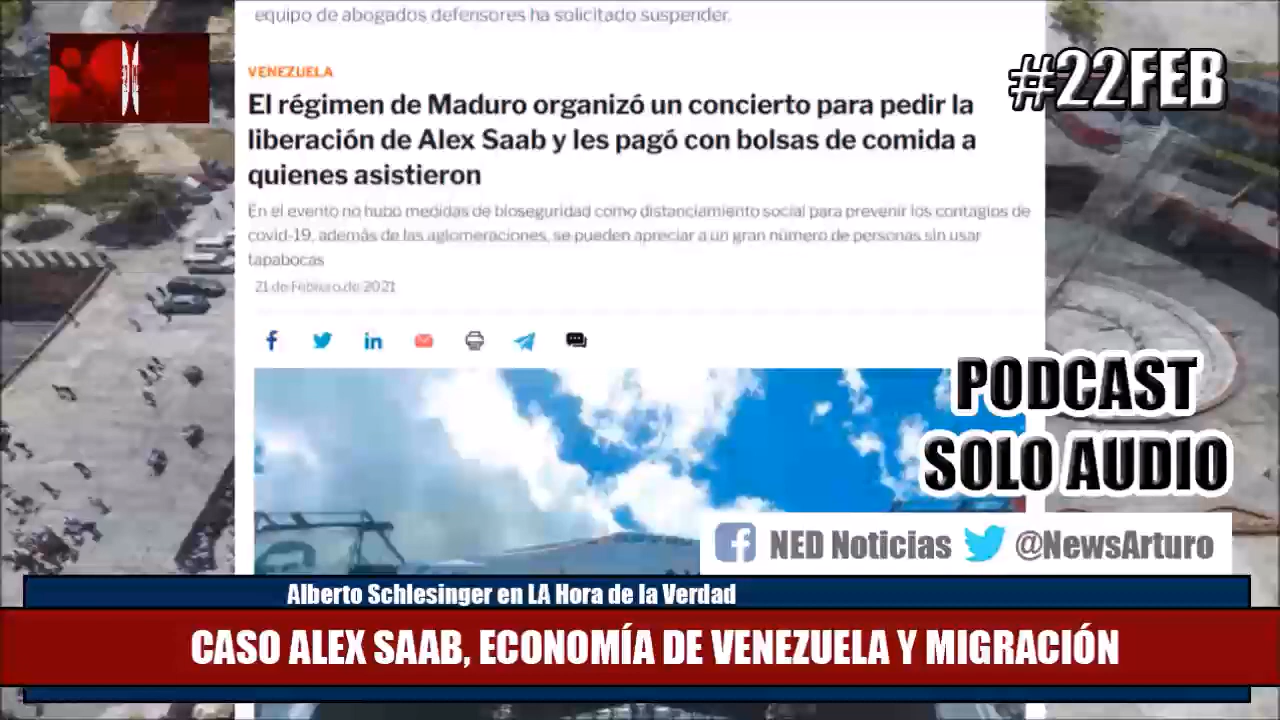 equipo de abogados defensores ha solicitado suspender.
VENEZUELA
El régimen de Maduro organizó un concierto para pedir la
liberación de Alex Saab y les pagó con bolsas de comida a
quienes asistieron
En el evento no hubo medidas de bioseguridad como distanciamiento social para prevenir los contagios de
covid-19, además de las aglomeraciones, se pueden apreciar a un gran número de personas sin usar
tapabocas
21 de Febrero de 2021
#22FEB
PODCAST
SOLO AUDIO
NED Noticias @NewsArturo
Alberto Schlesinger en LA Hora de la Verdad
CASO ALEX SAAB, ECONOMÍA DE VENEZUELA Y MIGRACIÓN